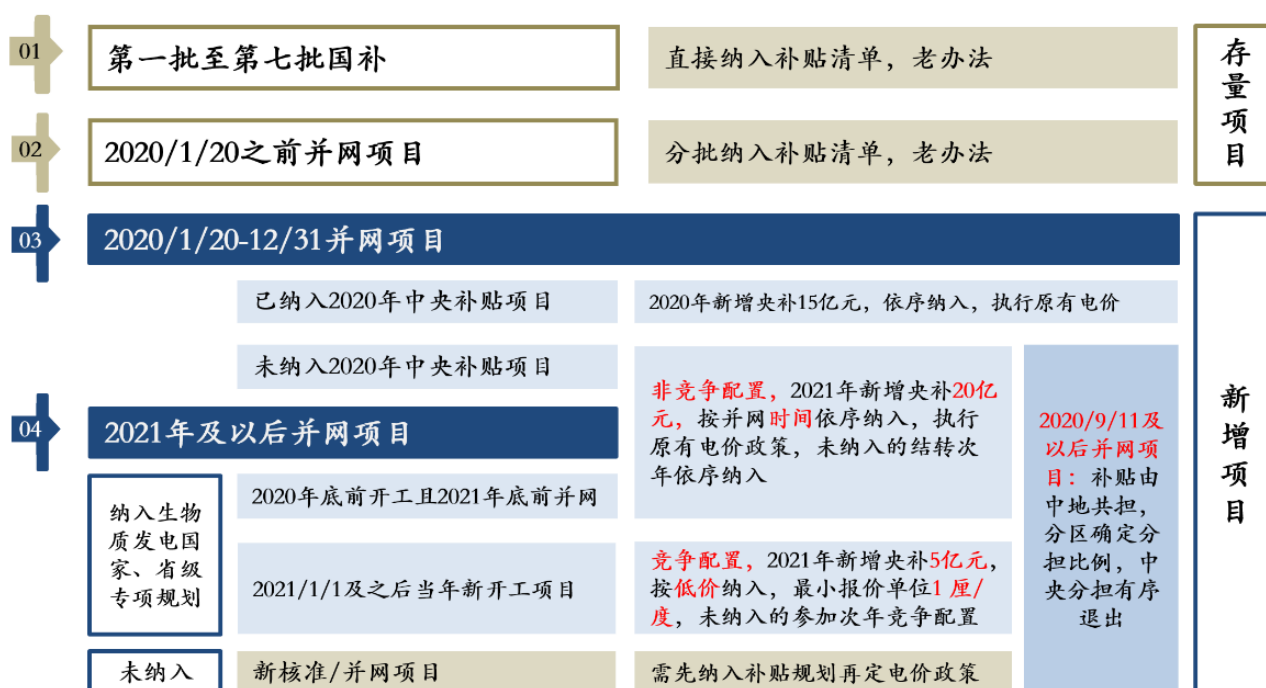 01
第一批至第七批国补
直接纳入补贴清单，老办法
存
量
项
目
02
2020/1/20之前并网项目
分批纳入补贴清单，老办法
03
2020/1/20-12/31并网项目
已纳入2020年中央补贴项目
2020年新增央补15亿元，依序纳入，执行原有电价
未纳入2020年中央补贴项目
非竞争配置，2021年新增央补20亿
元，按并网时间依序纳入，执行
原有电价政策，未纳入的结转次
年依序纳入
04
2021年及以后并网项目
纳入生物
质发电国
家、省级
专项规划
2020年底前开工且2021年底前并网
2021/1/1及之后当年新开工项目
竞争配置，2021年新增央补5亿元，
按低价纳入，最小报价单位1 厘/
度，未纳入的参加次年竞争配置
2020/9/11及
以后并网项
目：补贴由
中地共担，
分区确定分
担比例，中
央分担有序
退出
新
增
项
目
未纳入
新核准/并网项目
需先纳入补贴规划再定电价政策